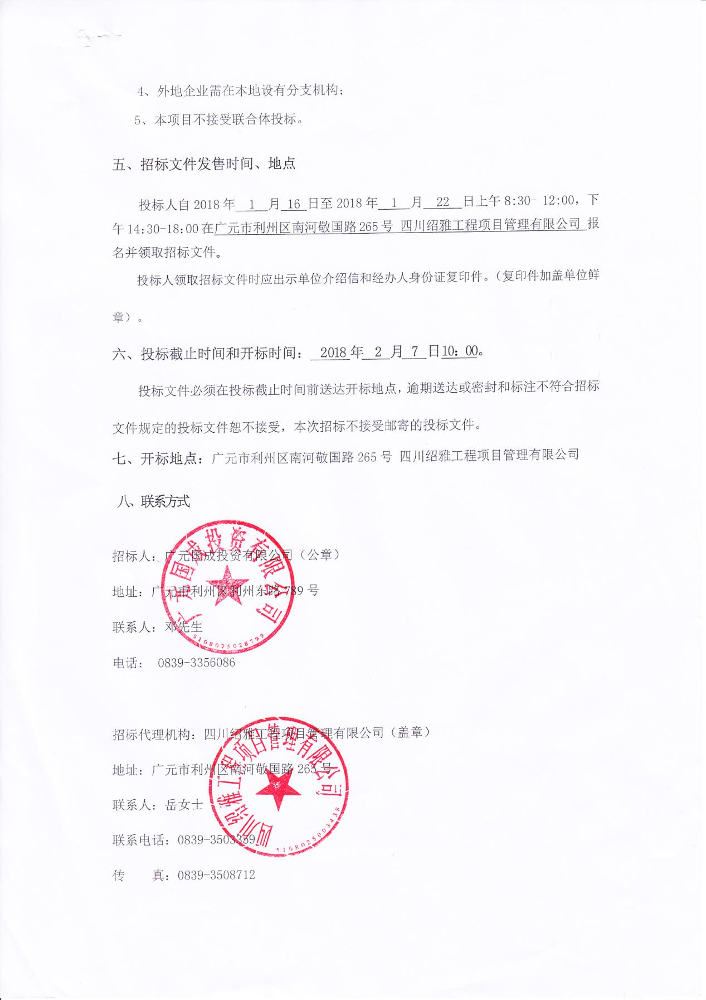 4、外地企业需在本地设有分支机构；
5、本项目不接受联合体投标。
五、招标文件发售时间、地点
投标人自 2018 年 1 月 16 日至 2018 年 1 月 22 日上午 8:30- 12:00，下
午 14:30-18:00 在广元市利州区南河敬国路 265 号 四川绍雅工程项目管理有限公司 报
名并领取招标文件。
投标人领取招标文件时应出示单位介绍信和经办人身份证复印件。（复印件加盖单位鲜
章）。
六、投标截止时间和开标时间： 2018 年 2 月 7 日 10：00。
投标文件必须在投标截止时间前送达开标地点，逾期送达或密封和标注不符合招标
文件规定的投标文件恕不接受，本次招标不接受邮寄的投标文件。
七、开标地点：广元市利州区南河敬国路 265 号 四川绍雅工程项目管理有限公司
八、联系方式
招标人：广元国成投资有限公司（公章）
地址：广元市利州区利州东路 789 号
联系人：邓先生
电话： 0839-3356086
广元国成投资有限公司
5108025028799
招标代理机构：四川绍雅工程项目管理有限公司（盖章）
地址：广元市利州区南河敬国路 265 号
联系人：岳女士
联系电话：0839-3503339
传 真：0839-3508712
四川绍雅工程项目管理有限公司
5108025003438